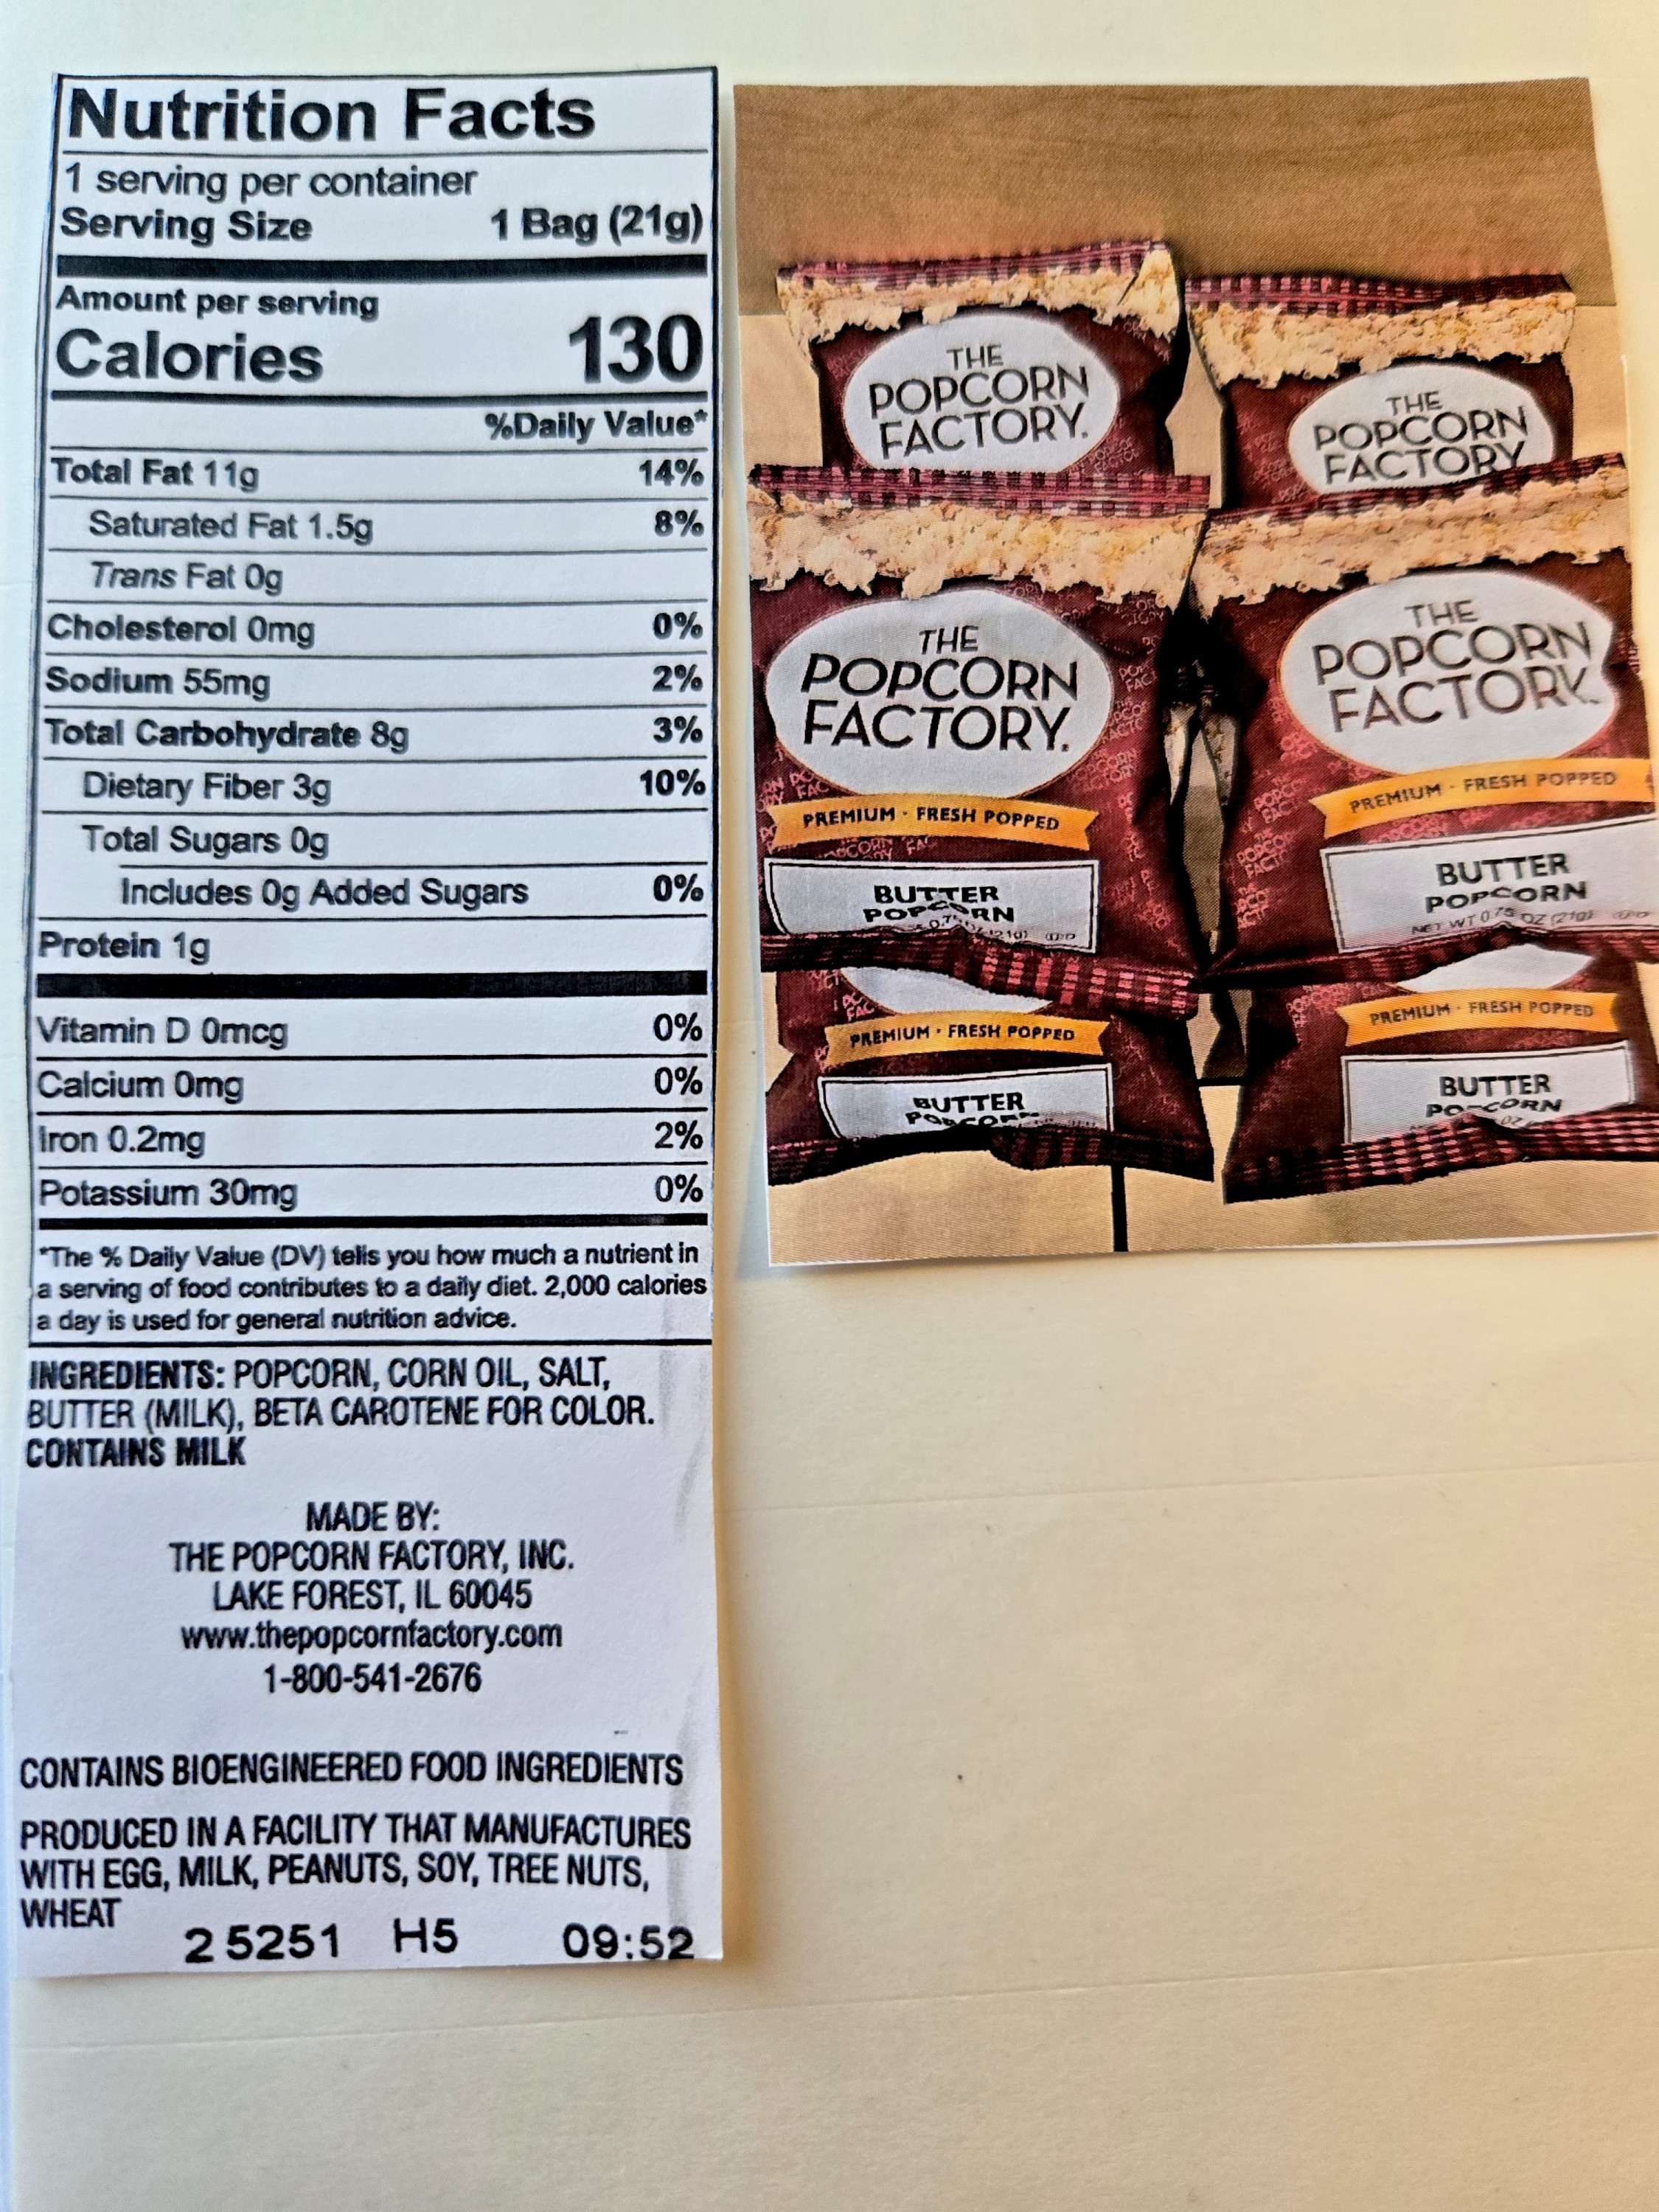 Nutrition Facts
1 serving per container
Serving Size 1 Bag (21g)
Amount per serving
Calories 130
%Daily Value*
Total Fat 11g 14%
Saturated Fat 1.5g 8%
Trans Fat 0g
Cholesterol 0mg 0%
Sodium 55mg 2%
Total Carbohydrate 8g 3%
Dietary Fiber 3g 10%
Total Sugars 0g
Includes 0g Added Sugars 0%
Protein 1g
Vitamin D 0mcg 0%
Calcium 0mg 0%
Iron 0.2mg 2%
Potassium 30mg 0%
*The % Daily Value (DV) tells you how much a nutrient in
a serving of food contributes to a daily diet. 2,000 calories
a day is used for general nutrition advice.
INGREDIENTS: POPCORN, CORN OIL, SALT,
BUTTER (MILK), BETA CAROTENE FOR COLOR.
CONTAINS MILK
MADE BY:
THE POPCORN FACTORY, INC.
LAKE FOREST, IL 60045
www.thepopcornfactory.com
1-800-541-2676
CONTAINS BIOENGINEERED FOOD INGREDIENTS
PRODUCED IN A FACILITY THAT MANUFACTURES
WITH EGG, MILK, PEANUTS, SOY, TREE NUTS,
WHEAT
25251 H5 09:52
THE
POPCORN
FACTORY.
THE
POPCORN
FACTORY
THE
POPCORN
FACTORY.
PREMIUM · FRESH POPPED
BUTTER
POPCORN
THE
POPCORN
FACTORY.
PREMIUM · FRESH POPPED
BUTTER
POPCORN
NET WT 0.75 OZ (21g)
PREMIUM · FRESH POPPED
BUTTER
POPCORN
PREMIUM · FRESH POPPED
BUTTER
POPCORN